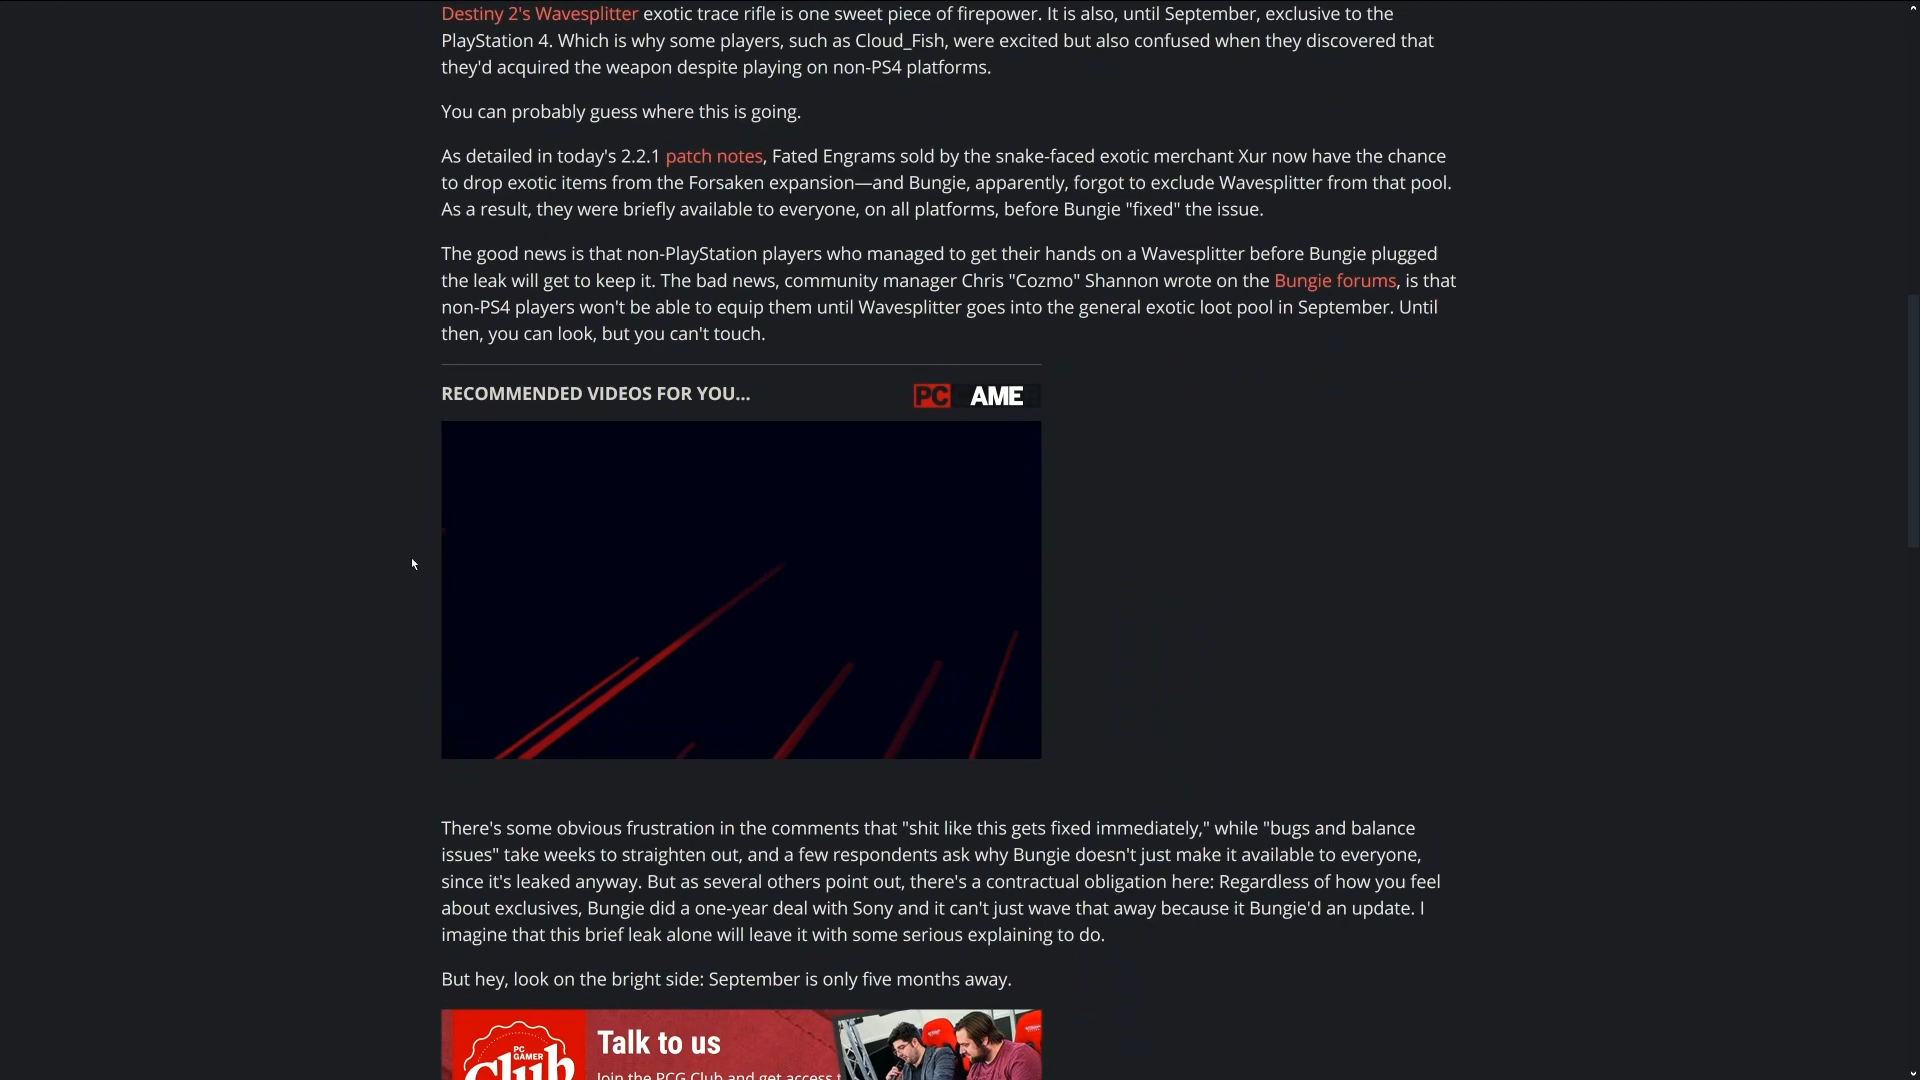 Destiny 2's Wavesplitter exotic trace rifle is one sweet piece of firepower. It is also, until September, exclusive to the
PlayStation 4. Which is why some players, such as Cloud_Fish, were excited but also confused when they discovered that
they'd acquired the weapon despite playing on non-PS4 platforms.
You can probably guess where this is going.
As detailed in today's 2.2.1 patch notes, Fated Engrams sold by the snake-faced exotic merchant Xur now have the chance
to drop exotic items from the Forsaken expansion—and Bungie, apparently, forgot to exclude Wavesplitter from that pool.
As a result, they were briefly available to everyone, on all platforms, before Bungie "fixed" the issue.
The good news is that non-PlayStation players who managed to get their hands on a Wavesplitter before Bungie plugged
the leak will get to keep it. The bad news, community manager Chris "Cozmo" Shannon wrote on the Bungie forums, is that
non-PS4 players won't be able to equip them until Wavesplitter goes into the general exotic loot pool in September. Until
then, you can look, but you can't touch.
RECOMMENDED VIDEOS FOR YOU...
PC AME
There's some obvious frustration in the comments that "shit like this gets fixed immediately," while "bugs and balance
issues" take weeks to straighten out, and a few respondents ask why Bungie doesn't just make it available to everyone,
since it's leaked anyway. But as several others point out, there's a contractual obligation here: Regardless of how you feel
about exclusives, Bungie did a one-year deal with Sony and it can't just wave that away because it Bungie'd an update. I
imagine that this brief leak alone will leave it with some serious explaining to do.
But hey, look on the bright side: September is only five months away.
PC
GAMER
Club
Talk to us
Join the PCG Club and get access